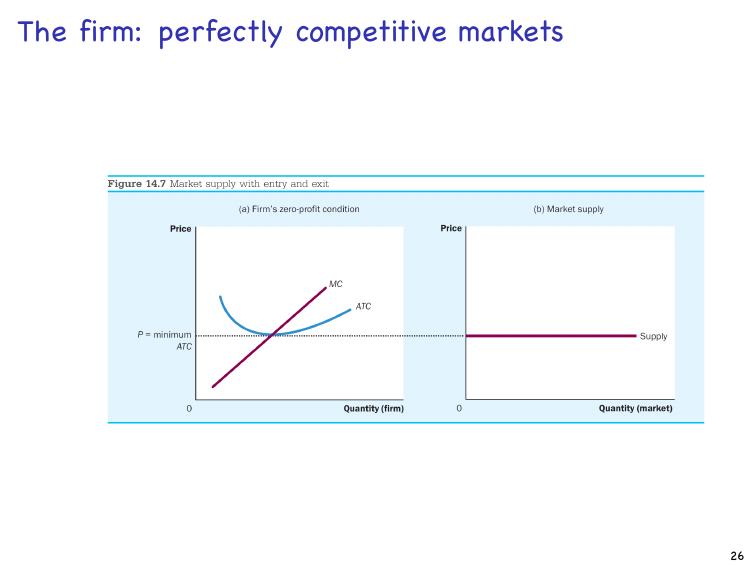 The firm: perfectly competitive markets
Figure 14.7 Market supply with entry and exit
(a) Firm's zero-profit condition
Price
MC
ATC
P = minimum
ATC
0
Quantity (firm)
(b) Market supply
Price
Supply
0
Quantity (market)
26